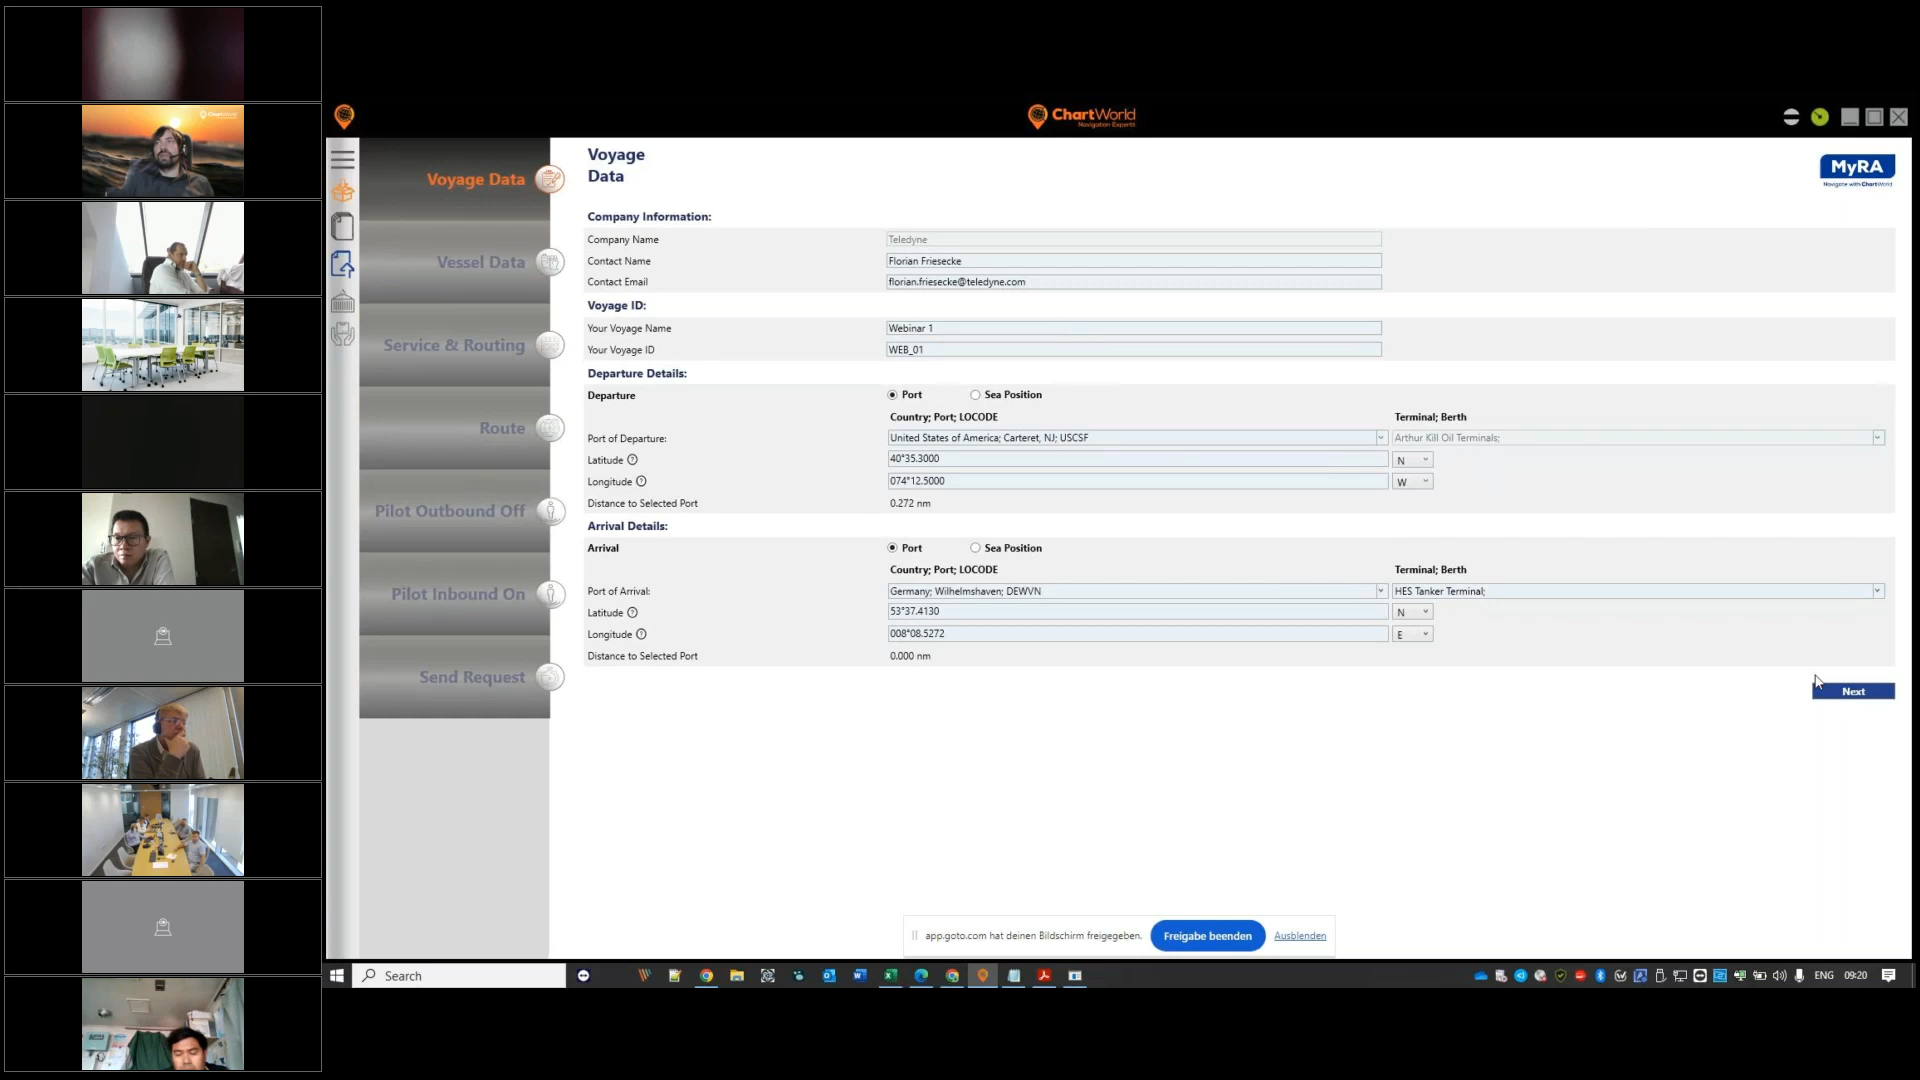 ChartWorld
ChartWorld
Navigation Experts
MyRA
Navigate with ChartWorld
Voyage Data
Vessel Data
Service & Routing
Route
Pilot Outbound Off
Pilot Inbound On
Send Request
Voyage
Data
Company Information:
Company Name Teledyne
Contact Name Florian Friesecke
Contact Email florian.friesecke@teledyne.com
Voyage ID:
Your Voyage Name Webinar 1
Your Voyage ID WEB_01
Departure Details:
Departure Port Sea Position
Country; Port; LOCODE Terminal; Berth
Port of Departure: United States of America; Carteret, NJ; USCSF Arthur Kill Oil Terminals;
Latitude ? 40°35.3000 N
Longitude ? 074°12.5000 W
Distance to Selected Port 0.272 nm
Arrival Details:
Arrival Port Sea Position
Country; Port; LOCODE Terminal; Berth
Port of Arrival: Germany; Wilhelmshaven; DEWVN HES Tanker Terminal;
Latitude ? 53°37.4130 N
Longitude ? 008°08.5272 E
Distance to Selected Port 0.000 nm
Next
app.goto.com hat deinen Bildschirm freigegeben. Freigabe beenden Ausblenden
Search ENG 09:20